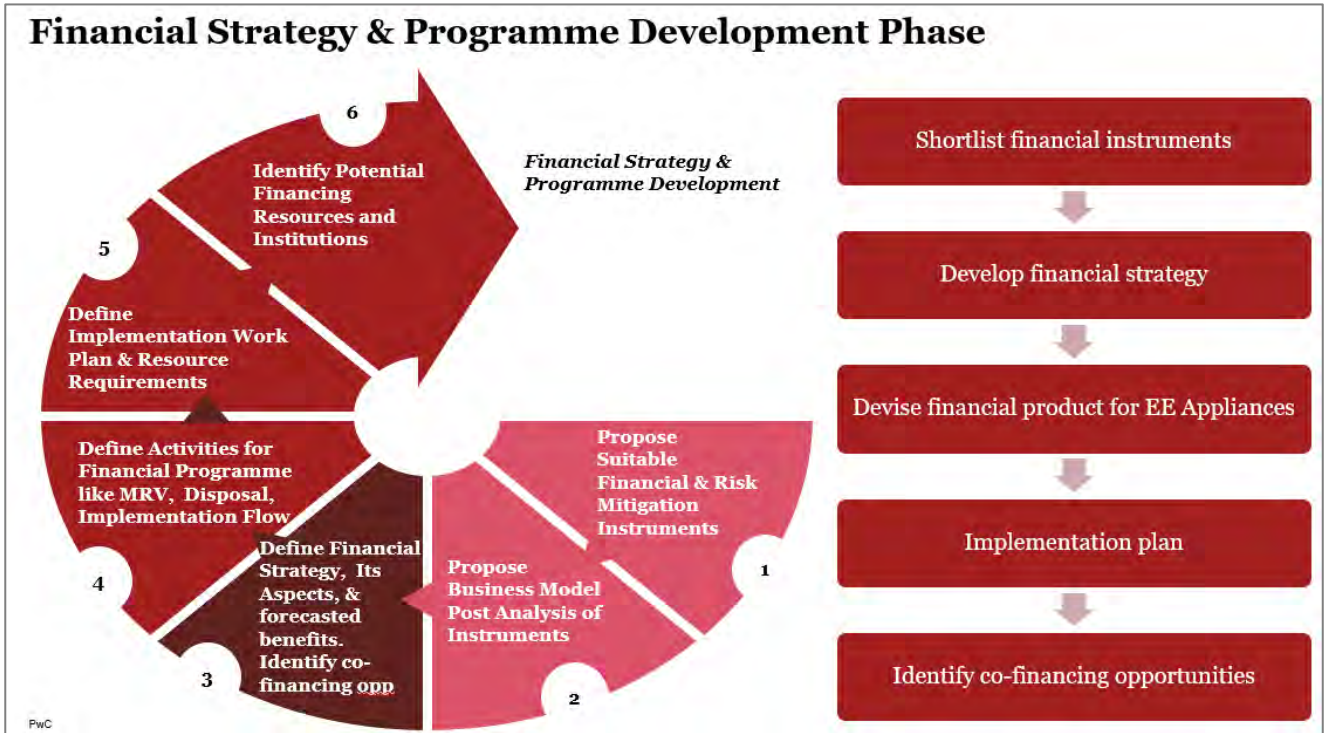 Financial Strategy & Programme Development Phase
6
Identify Potential
Financing
Resources and
Institutions
Financial Strategy &
Programme Development
5
Define
Implementation Work
Plan & Resource
Requirements
Define Activities for
Financial Programme
like MRV, Disposal,
Implementation Flow
4
Define Financial
Strategy, Its
Aspects, &
forecasted
benefits.
Identify co-
financing opp
3
Propose
Business Model
Post Analysis of
Instruments
2
Propose
Suitable
Financial & Risk
Mitigation
Instruments
1
Shortlist financial instruments
Develop financial strategy
Devise financial product for EE Appliances
Implementation plan
Identify co-financing opportunities
PwC